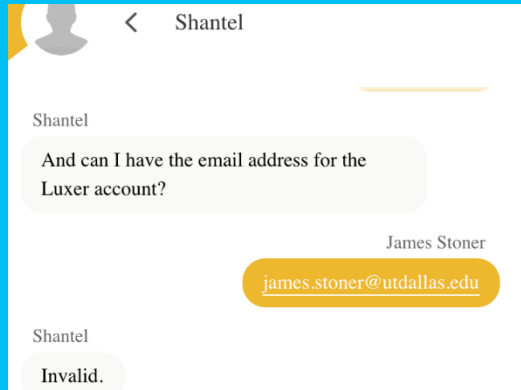 Shantel
Shantel
And can I have the email address for the
Luxer account?
James Stoner
james.stoner@utdallas.edu
Shantel
Invalid.